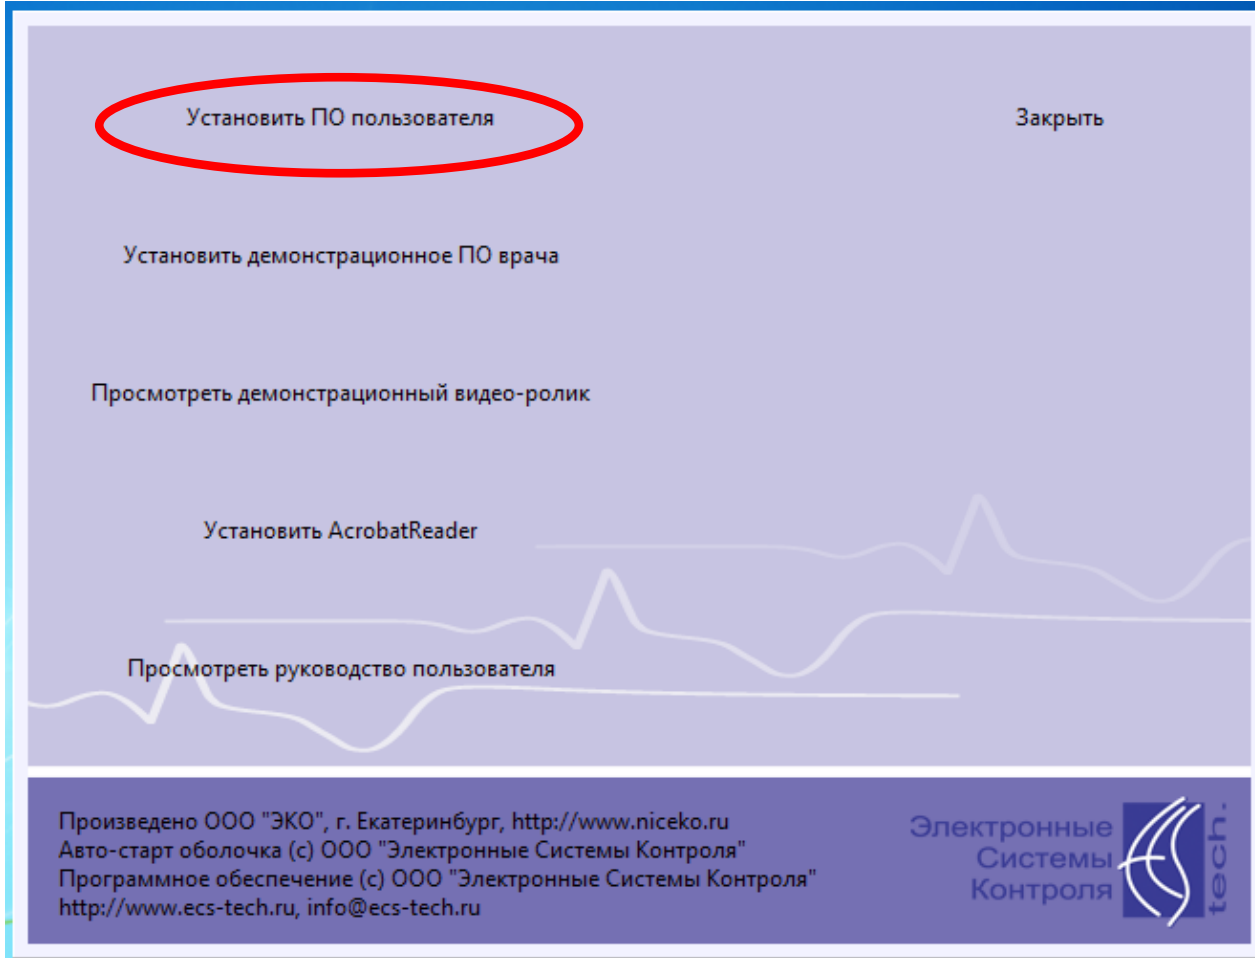 Установить ПО пользователя
Закрыть
Установить демонстрационное ПО врача
Просмотреть демонстрационный видео-ролик
Установить AcrobatReader
Просмотреть руководство пользователя
Произведено ООО "ЭКО", г. Екатеринбург, http://www.niceko.ru
Авто-старт оболочка (c) ООО "Электронные Системы Контроля"
Программное обеспечение (c) ООО "Электронные Системы Контроля"
http://www.ecs-tech.ru, info@ecs-tech.ru
Электронные
Системы
Контроля
tech.